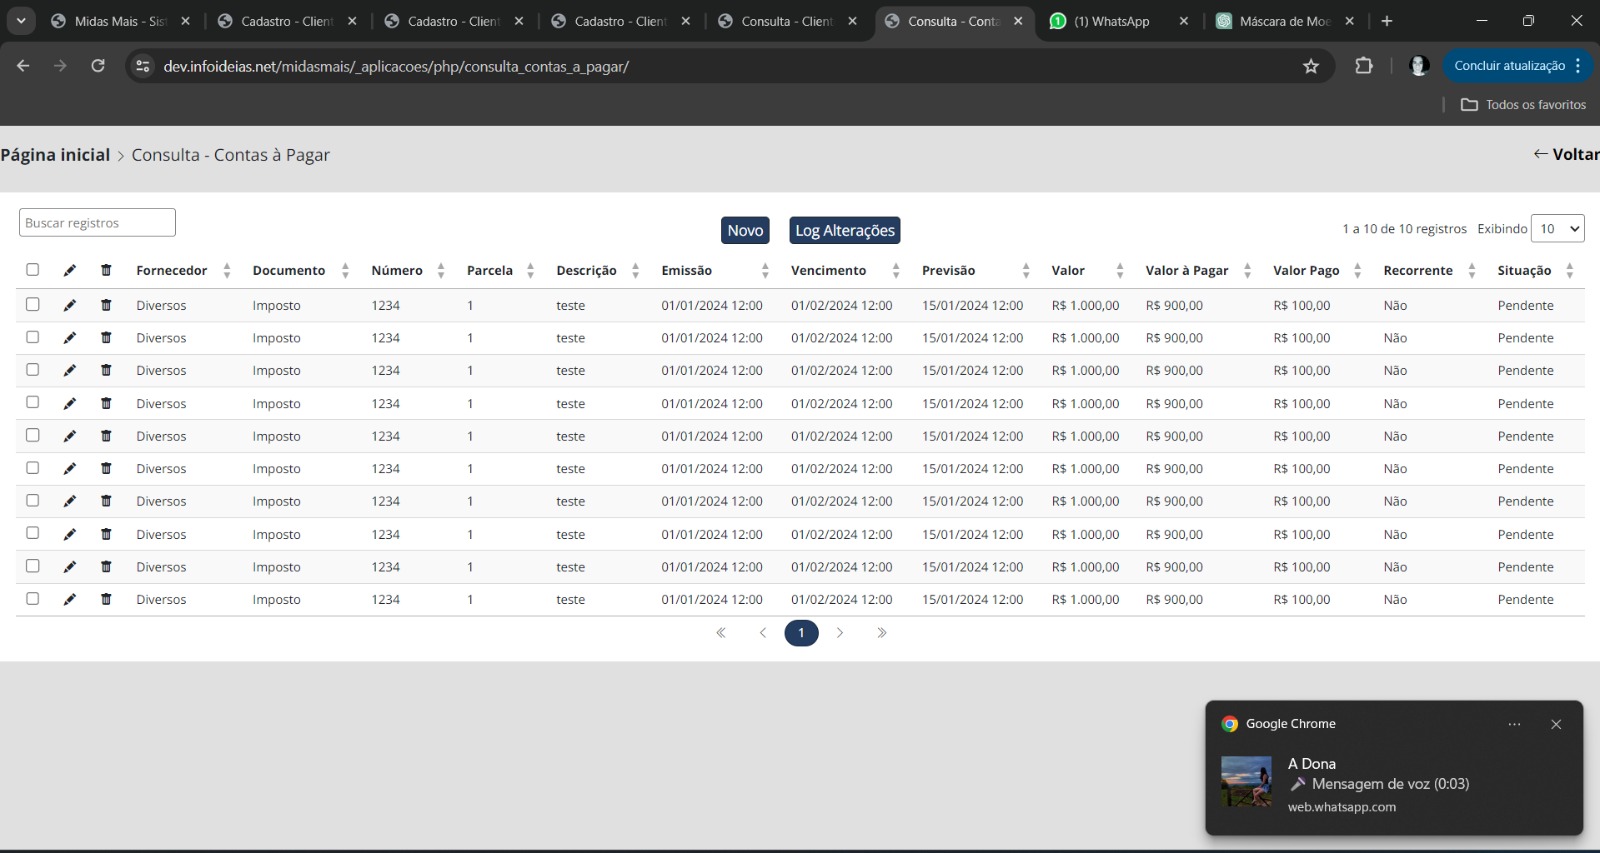 Midas Mais - Sis
Cadastro - Client
Cadastro - Client
Cadastro - Client
Consulta - Client
Consulta - Conta
(1) WhatsApp
Máscara de Moe
dev.infoideias.net/midasmais/_aplicacoes/php/consulta_contas_a_pagar/
Concluir atualização
Todos os favoritos
Página inicial > Consulta - Contas à Pagar
← Voltar
Buscar registros
Novo
Log Alterações
1 a 10 de 10 registros Exibindo 10
Fornecedor Documento Número Parcela Descrição Emissão Vencimento Previsão Valor Valor à Pagar Valor Pago Recorrente Situação
Diversos Imposto 1234 1 teste 01/01/2024 12:00 01/02/2024 12:00 15/01/2024 12:00 R$ 1.000,00 R$ 900,00 R$ 100,00 Não Pendente
Diversos Imposto 1234 1 teste 01/01/2024 12:00 01/02/2024 12:00 15/01/2024 12:00 R$ 1.000,00 R$ 900,00 R$ 100,00 Não Pendente
Diversos Imposto 1234 1 teste 01/01/2024 12:00 01/02/2024 12:00 15/01/2024 12:00 R$ 1.000,00 R$ 900,00 R$ 100,00 Não Pendente
Diversos Imposto 1234 1 teste 01/01/2024 12:00 01/02/2024 12:00 15/01/2024 12:00 R$ 1.000,00 R$ 900,00 R$ 100,00 Não Pendente
Diversos Imposto 1234 1 teste 01/01/2024 12:00 01/02/2024 12:00 15/01/2024 12:00 R$ 1.000,00 R$ 900,00 R$ 100,00 Não Pendente
Diversos Imposto 1234 1 teste 01/01/2024 12:00 01/02/2024 12:00 15/01/2024 12:00 R$ 1.000,00 R$ 900,00 R$ 100,00 Não Pendente
Diversos Imposto 1234 1 teste 01/01/2024 12:00 01/02/2024 12:00 15/01/2024 12:00 R$ 1.000,00 R$ 900,00 R$ 100,00 Não Pendente
Diversos Imposto 1234 1 teste 01/01/2024 12:00 01/02/2024 12:00 15/01/2024 12:00 R$ 1.000,00 R$ 900,00 R$ 100,00 Não Pendente
Diversos Imposto 1234 1 teste 01/01/2024 12:00 01/02/2024 12:00 15/01/2024 12:00 R$ 1.000,00 R$ 900,00 R$ 100,00 Não Pendente
Diversos Imposto 1234 1 teste 01/01/2024 12:00 01/02/2024 12:00 15/01/2024 12:00 R$ 1.000,00 R$ 900,00 R$ 100,00 Não Pendente
« < 1 > »
Google Chrome
A Dona
Mensagem de voz (0:03)
web.whatsapp.com